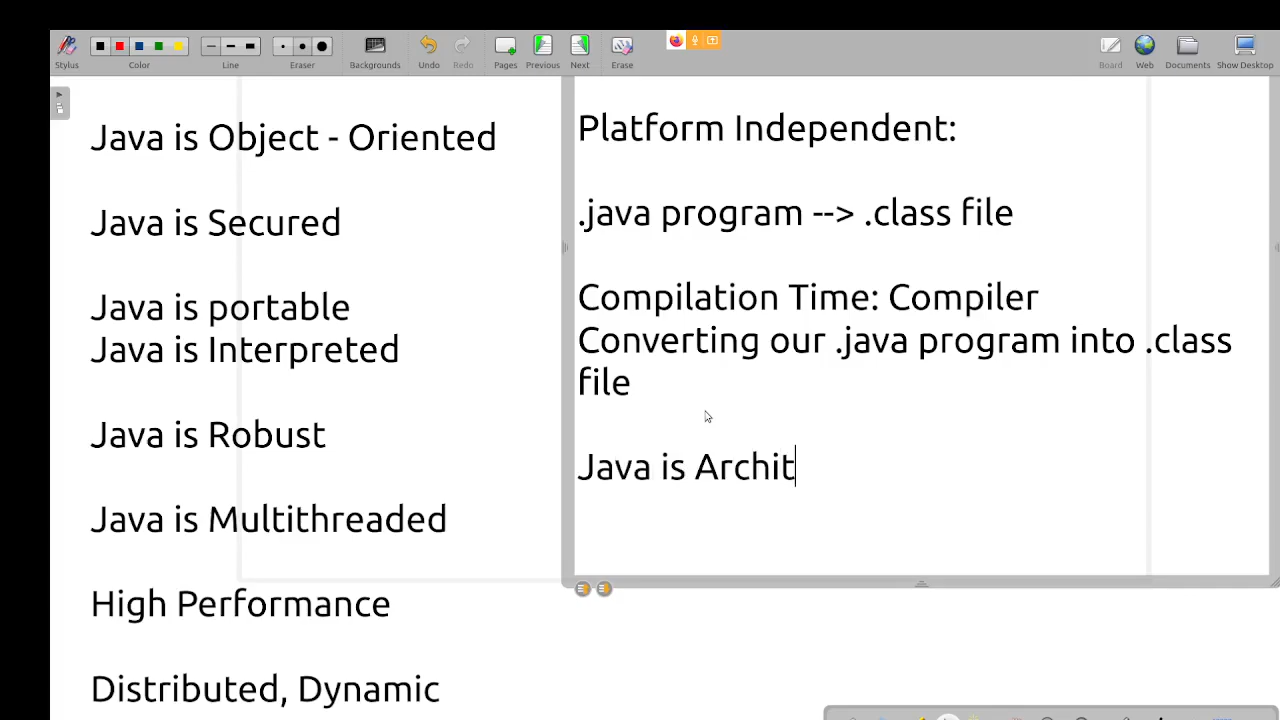 Stylus
Color
Line
Eraser
Backgrounds
Undo
Redo
Pages
Previous
Next
Erase
Board
Web
Documents
Show Desktop
Java is Object - Oriented
Java is Secured
Java is portable
Java is Interpreted
Java is Robust
Java is Multithreaded
High Performance
Distributed, Dynamic
Platform Independent:
.java program --> .class file
Compilation Time: Compiler
Converting our .java program into .class
file
Java is Archit